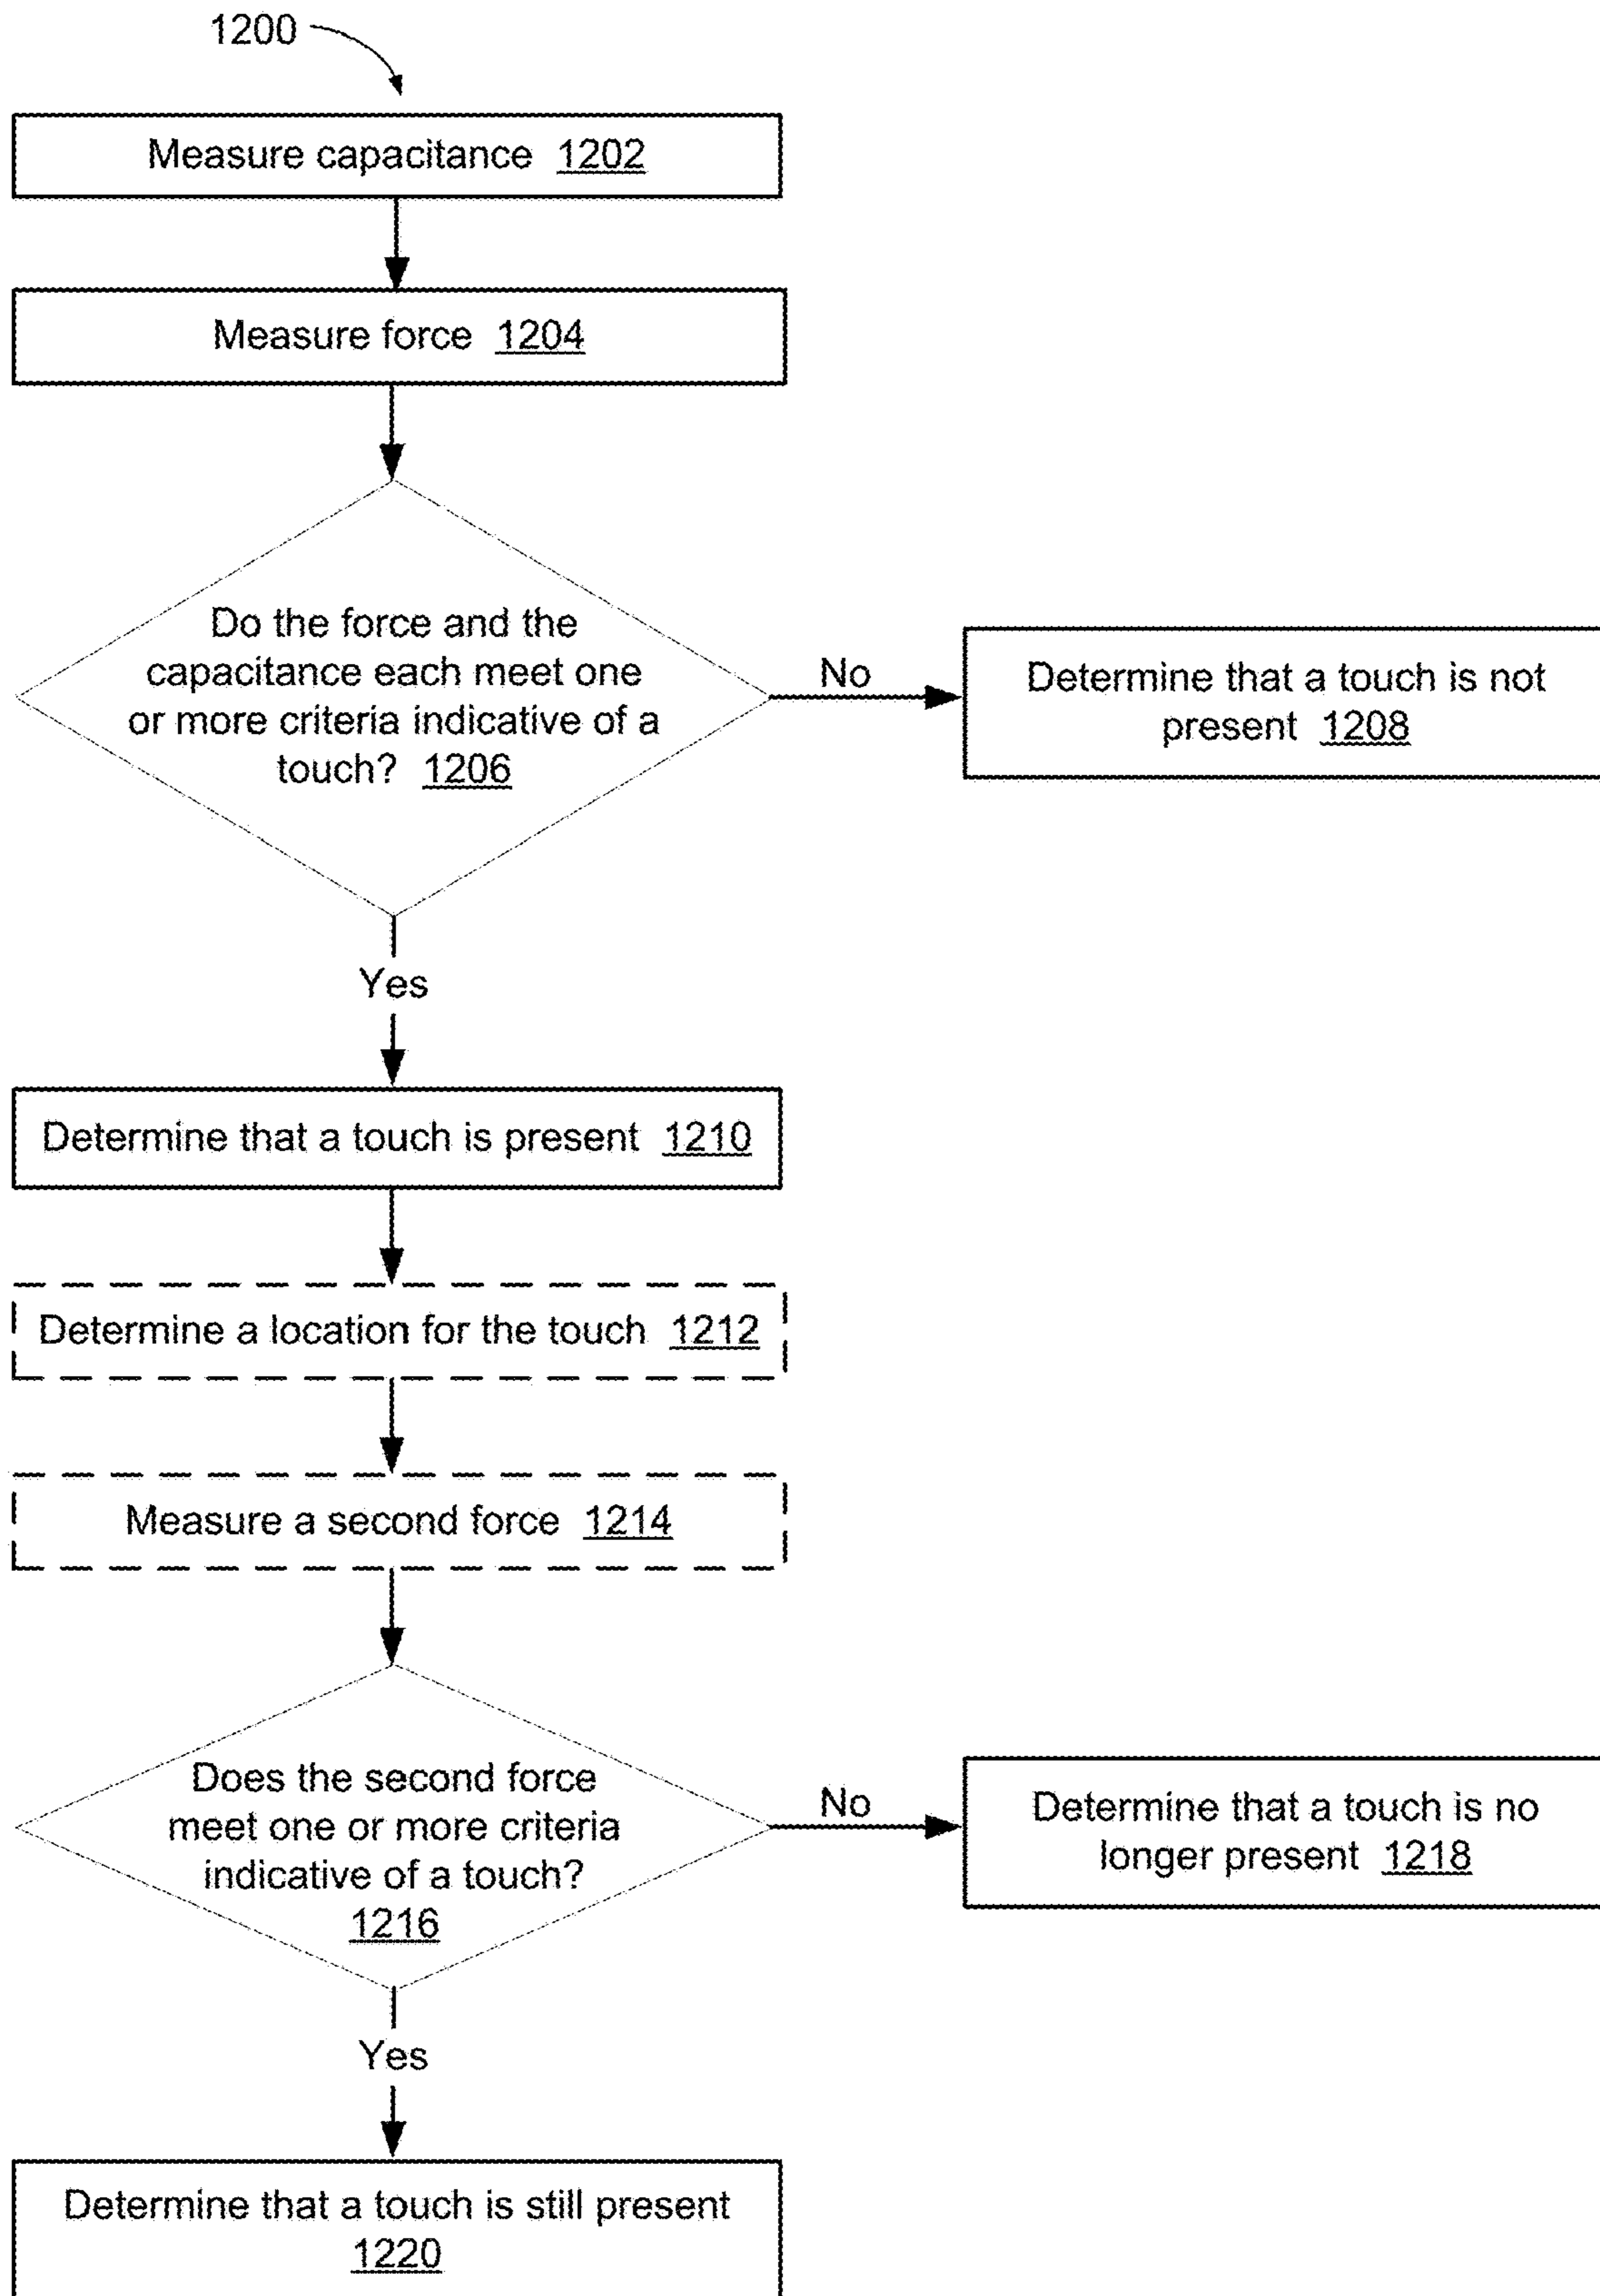 1200
Measure capacitance 1202
Measure force 1204
Do the force and the
capacitance each meet one
or more criteria indicative of a
touch? 1206
No
Determine that a touch is not
present 1208
Yes
Determine that a touch is present 1210
Determine a location for the touch 1212
Measure a second force 1214
Does the second force
meet one or more criteria
indicative of a touch?
1216
No
Determine that a touch is no
longer present 1218
Yes
Determine that a touch is still present
1220